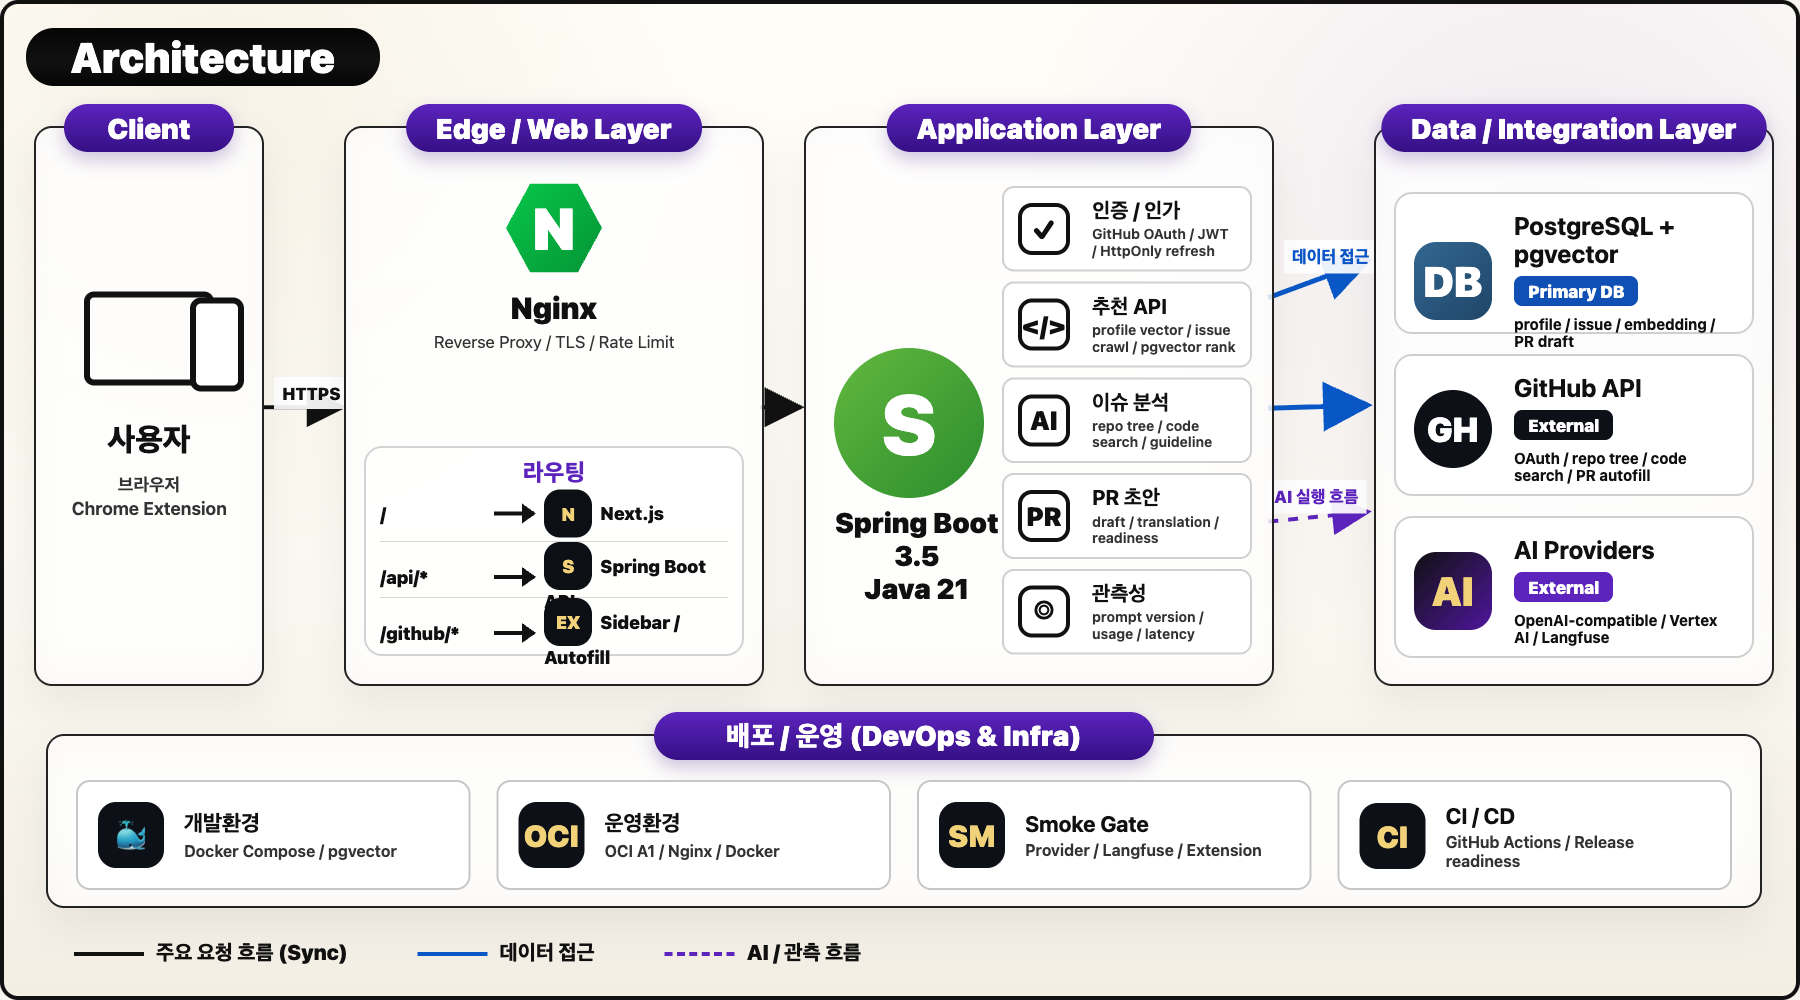 Architecture
Client
사용자
브라우저
Chrome Extension
HTTPS
Edge / Web Layer
N
Nginx
Reverse Proxy / TLS / Rate Limit
라우팅
/
N
Next.js
/api/*
S
Spring Boot
API
/github/*
EX
Sidebar /
Autofill
Application Layer
S
Spring Boot
3.5
Java 21
인증 / 인가
GitHub OAuth / JWT
/ HttpOnly refresh
</>
추천 API
profile vector / issue
crawl / pgvector rank
AI
이슈 분석
repo tree / code
search / guideline
PR
PR 초안
draft / translation /
readiness
관측성
prompt version /
usage / latency
데이터 접근
AI 실행 흐름
Data / Integration Layer
DB
PostgreSQL +
pgvector
Primary DB
profile / issue / embedding /
PR draft
GH
GitHub API
External
OAuth / repo tree / code
search / PR autofill
AI
AI Providers
External
OpenAI-compatible / Vertex
AI / Langfuse
배포 / 운영 (DevOps & Infra)
개발환경
Docker Compose / pgvector
OCI
운영환경
OCI A1 / Nginx / Docker
SM
Smoke Gate
Provider / Langfuse / Extension
CI
CI / CD
GitHub Actions / Release
readiness
주요 요청 흐름 (Sync)
데이터 접근
AI / 관측 흐름